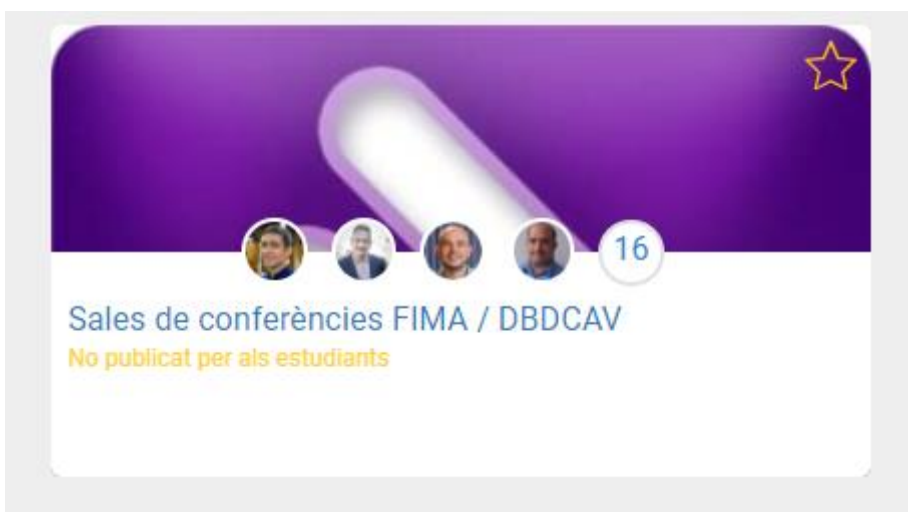 16
Sales de conferències FIMA / DBDCAV
No publicat per als estudiants